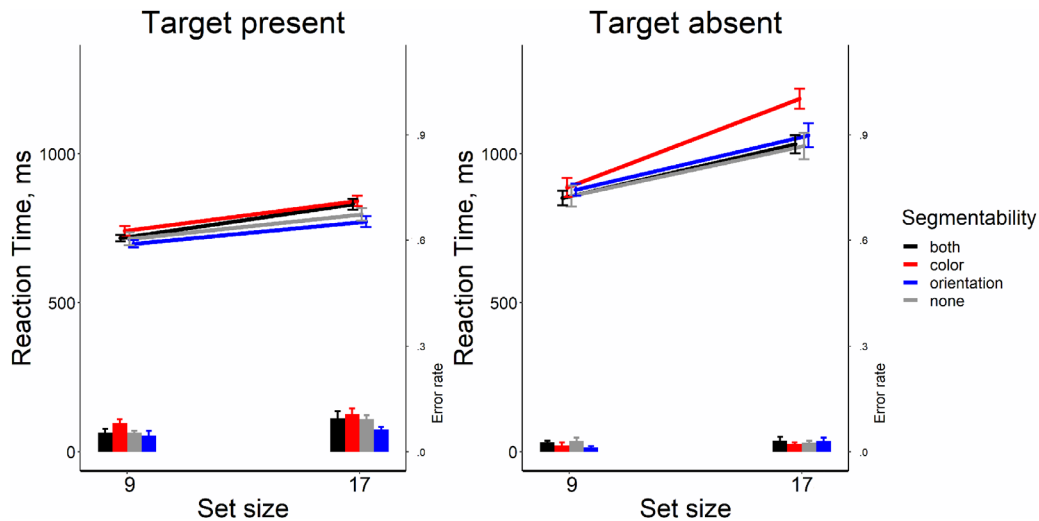 Target present
Target absent
Reaction Time, ms
1000
500
0
.9
.6
.3
.0
Error rate
9
17
Set size
Reaction Time, ms
1000
500
0
.9
.6
.3
.0
Error rate
9
17
Set size
Segmentability
both
color
orientation
none